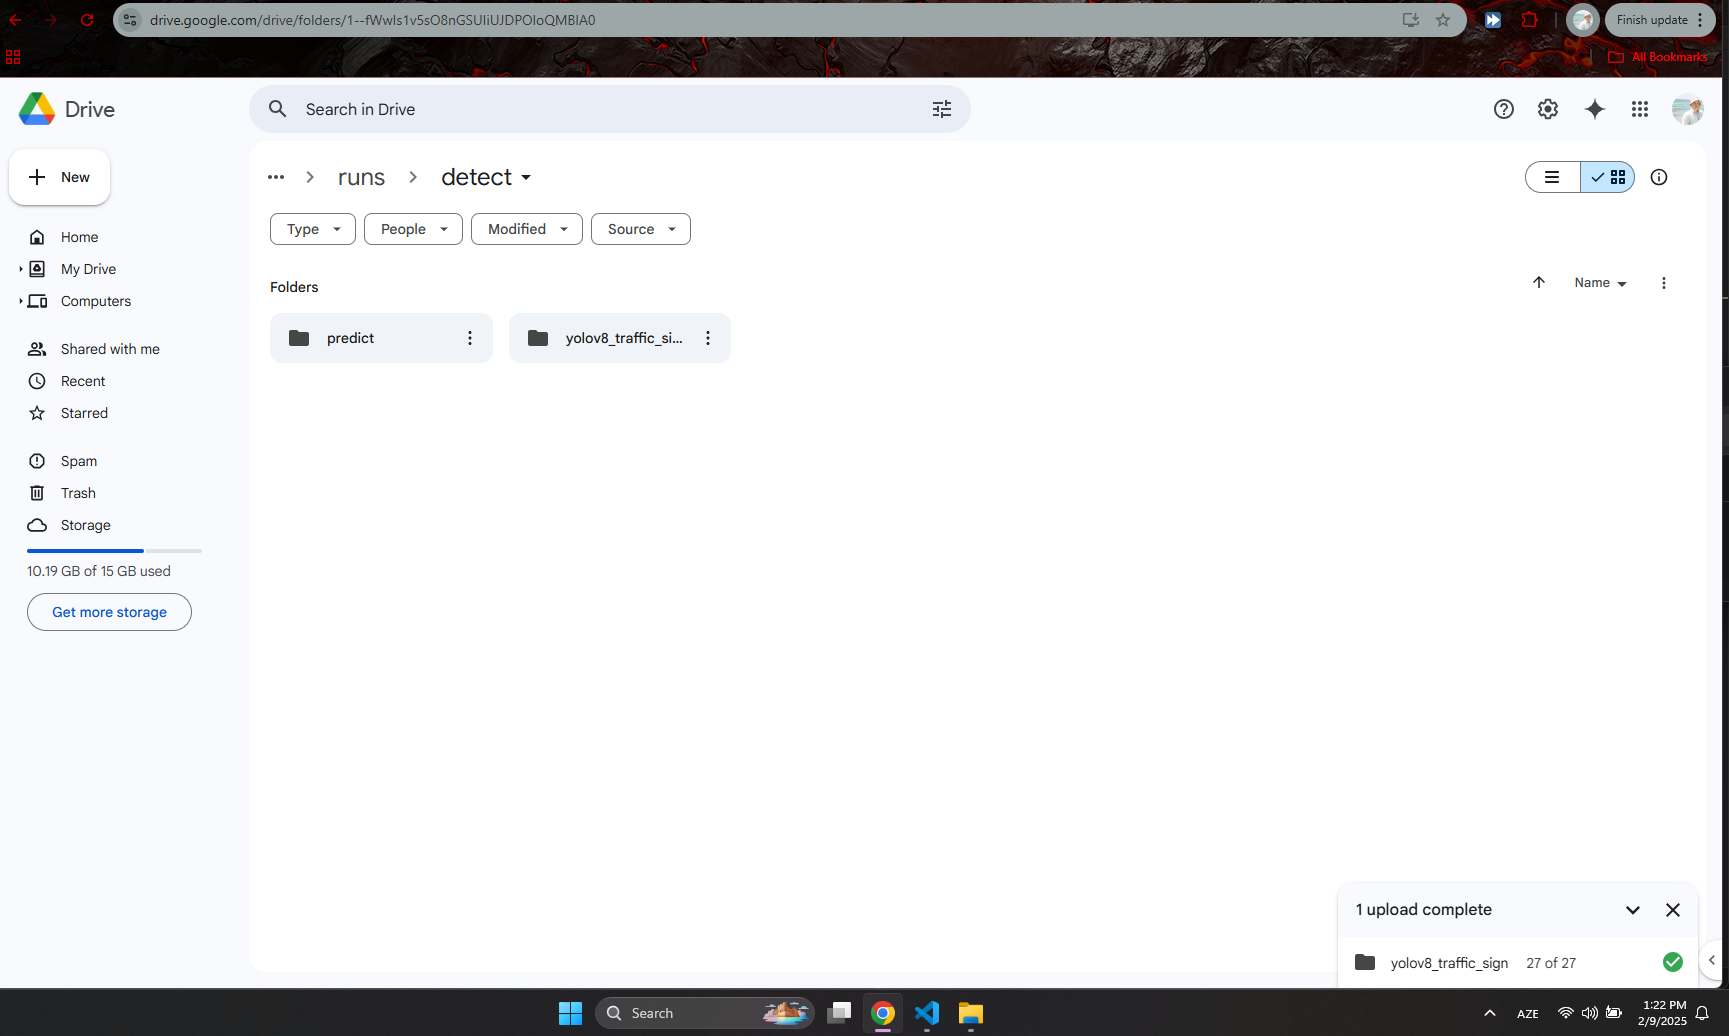 drive.google.com/drive/folders/1--fWwIs1v5sO8nGSUIiUJDPOIoQMBIA0
Finish update
All Bookmarks
Drive
Search in Drive
New
runs
detect
Type
People
Modified
Source
Home
My Drive
Computers
Folders
Name
predict
yolov8_traffic_si...
Shared with me
Recent
Starred
Spam
Trash
Storage
10.19 GB of 15 GB used
Get more storage
1 upload complete
yolov8_traffic_sign 27 of 27
Search
AZE
1:22 PM
2/9/2025